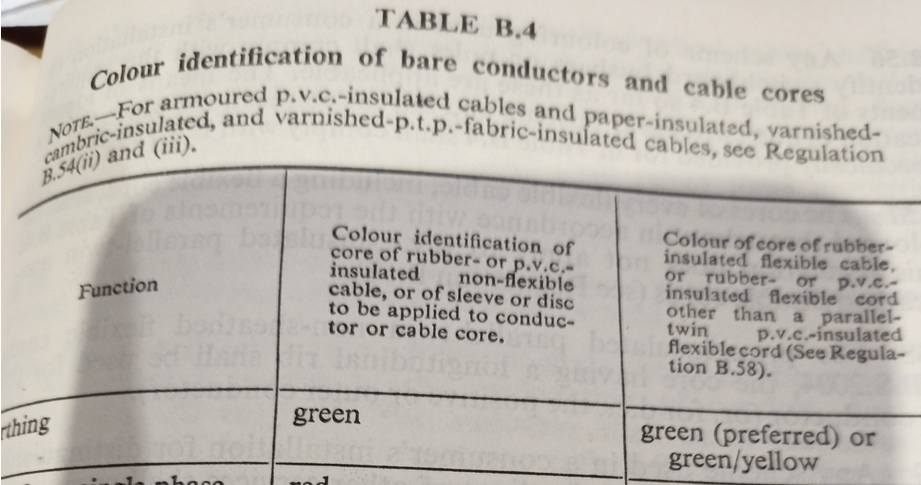 TABLE B.4
Colour identification of bare conductors and cable cores
NOTE.—For armoured p.v.c.-insulated cables and paper-insulated, varnished-
cambric-insulated, and varnished-p.t.p.-fabric-insulated cables, see Regulation
B.54(ii) and (iii).
Function
Colour identification of
core of rubber- or p.v.c.-
insulated non-flexible
cable, or of sleeve or disc
to be applied to conduc-
tor or cable core.
Colour of core of rubber-
insulated flexible cable,
or rubber- or p.v.c.-
insulated flexible cord
other than a parallel-
twin p.v.c.-insulated
flexible cord (See Regula-
tion B.58).
rthing
green
green (preferred) or
green/yellow
single phase
red